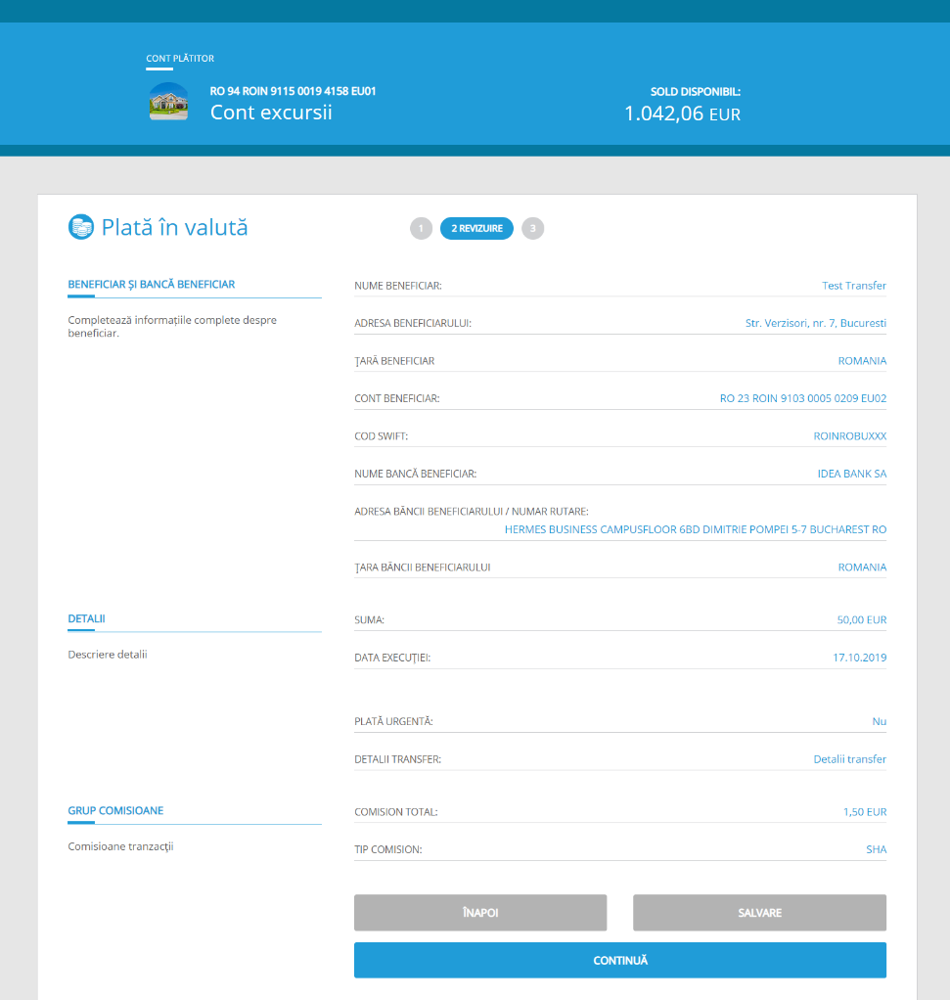 CONT PLĂTITOR
RO 94 ROIN 9115 0019 4158 EU01
Cont excursii
SOLD DISPONIBIL:
1.042,06 EUR
Plată în valută
1
2 REVIZUIRE
3
BENEFICIAR ȘI BANCĂ BENEFICIAR
Completează informațiile complete despre
beneficiar.
NUME BENEFICIAR: Test Transfer
ADRESA BENEFICIARULUI: Str. Verzisori, nr. 7, Bucuresti
ȚARĂ BENEFICIAR ROMANIA
CONT BENEFICIAR: RO 23 ROIN 9103 0005 0209 EU02
COD SWIFT: ROINROBUXXX
NUME BANCĂ BENEFICIAR: IDEA BANK SA
ADRESA BĂNCII BENEFICIARULUI / NUMAR RUTARE:
HERMES BUSINESS CAMPUSFLOOR 6BD DIMITRIE POMPEI 5-7 BUCHAREST RO
ȚARA BĂNCII BENEFICIARULUI ROMANIA
DETALII
Descriere detalii
SUMA: 50,00 EUR
DATA EXECUȚIEI: 17.10.2019
PLATĂ URGENTĂ: Nu
DETALII TRANSFER: Detalii transfer
GRUP COMISIOANE
Comisioane tranzacții
COMISION TOTAL: 1,50 EUR
TIP COMISION: SHA
ÎNAPOI
SALVARE
CONTINUĂ